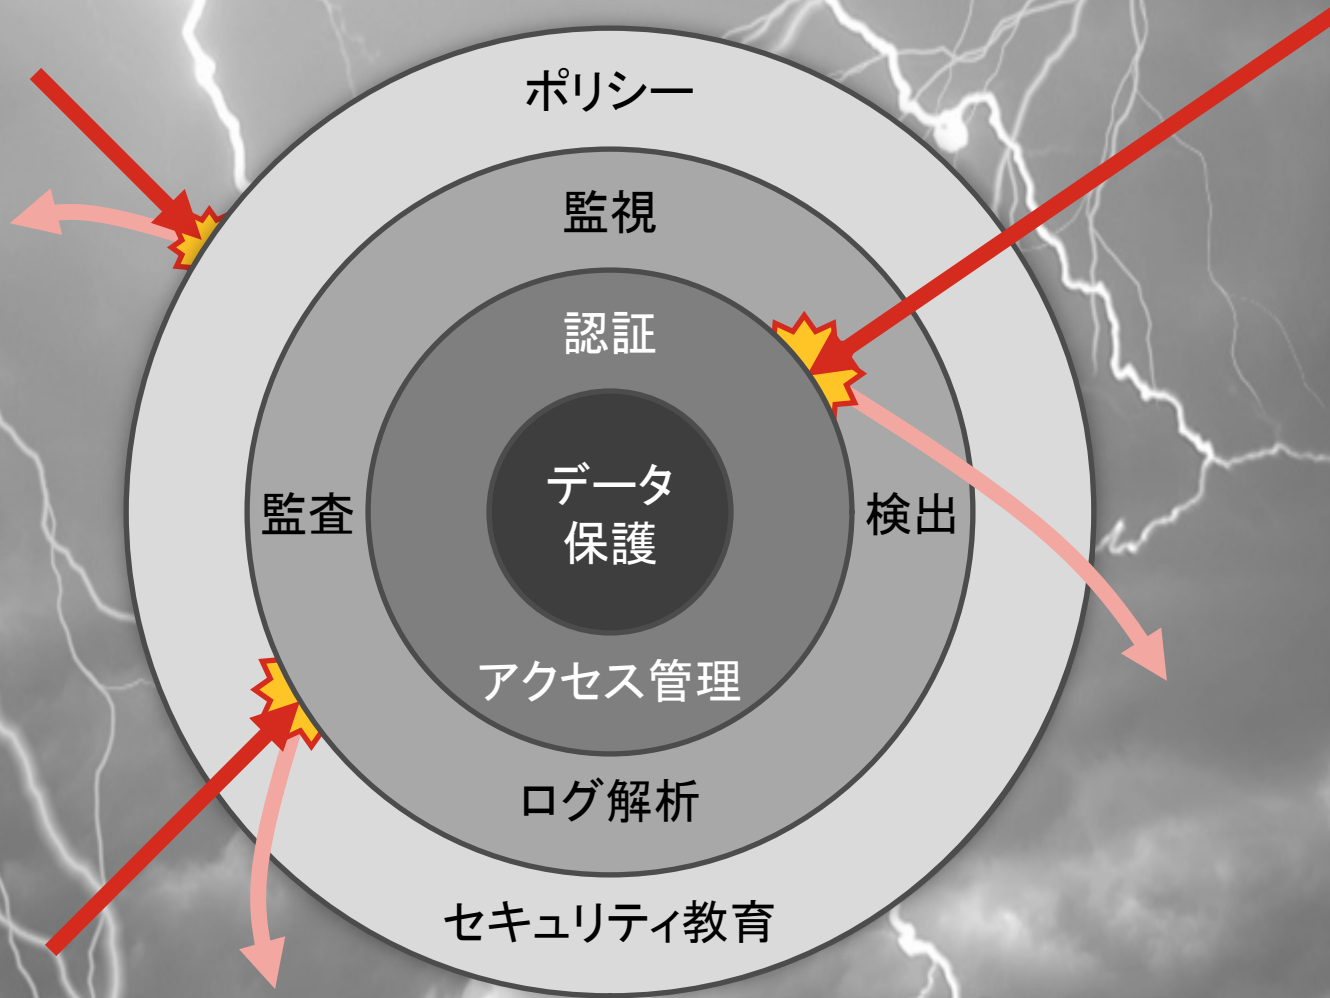 ポリシー
監視
認証
データ
保護
監査
検出
アクセス管理
ログ解析
セキュリティ教育